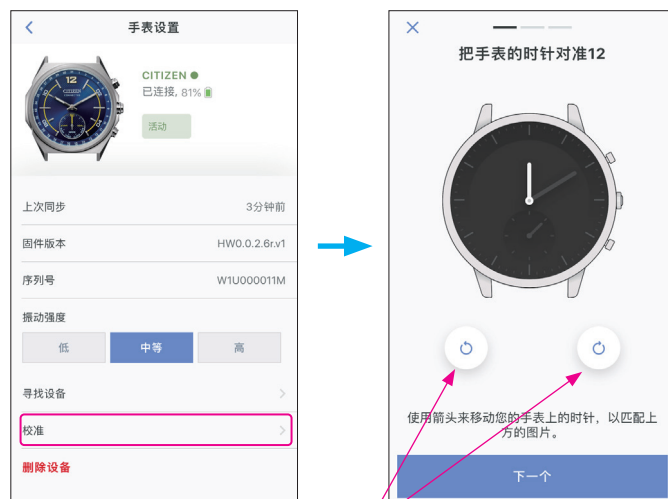 手表设置
12
CITIZEN
CITIZEN
已连接, 81%
活动
上次同步
3分钟前
固件版本
HW0.0.2.6r.v1
序列号
W1U000011M
振动强度
低
中等
高
寻找设备
校准
删除设备
把手表的时针对准12
使用箭头来移动您的手表上的时针，以匹配上
方的图片。
下一个